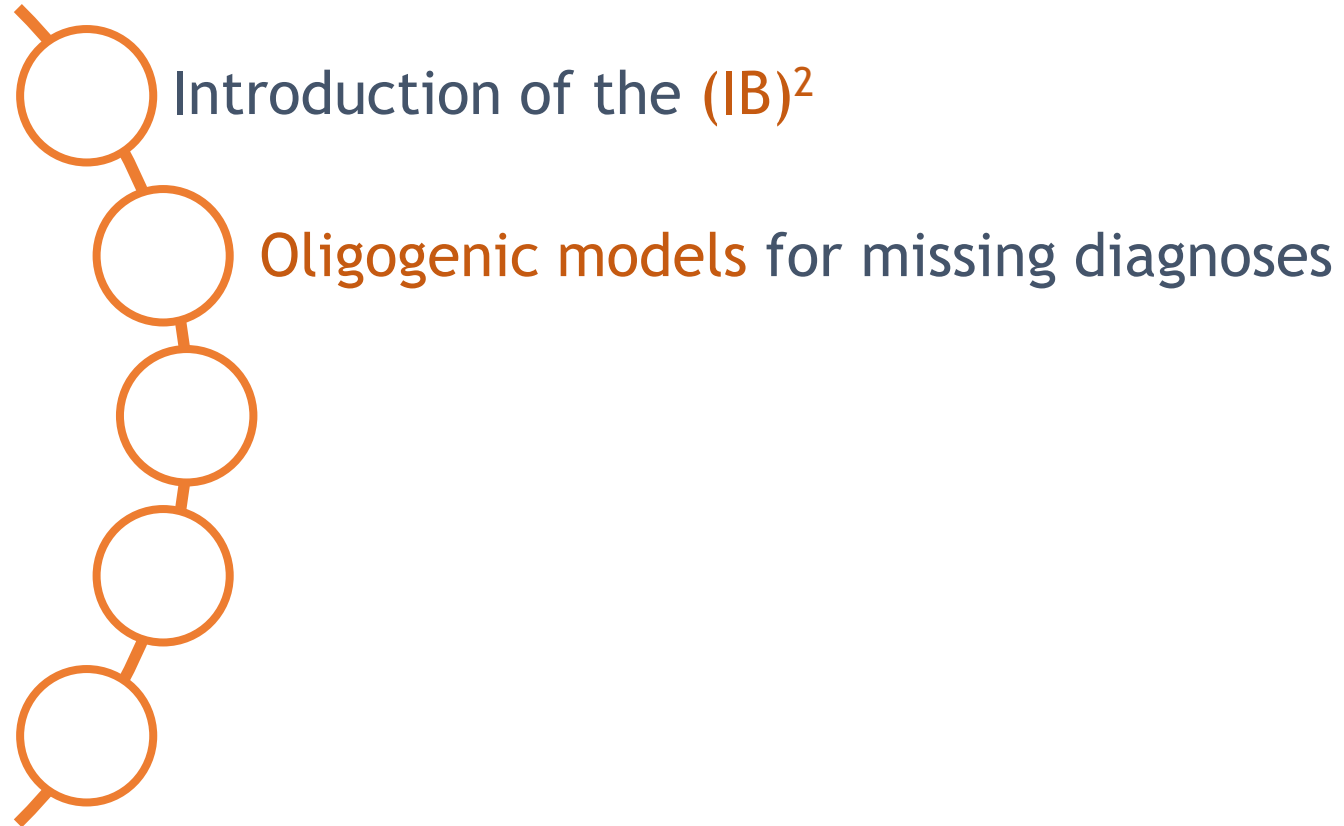 Introduction of the (IB)²
Oligogenic models for missing diagnoses